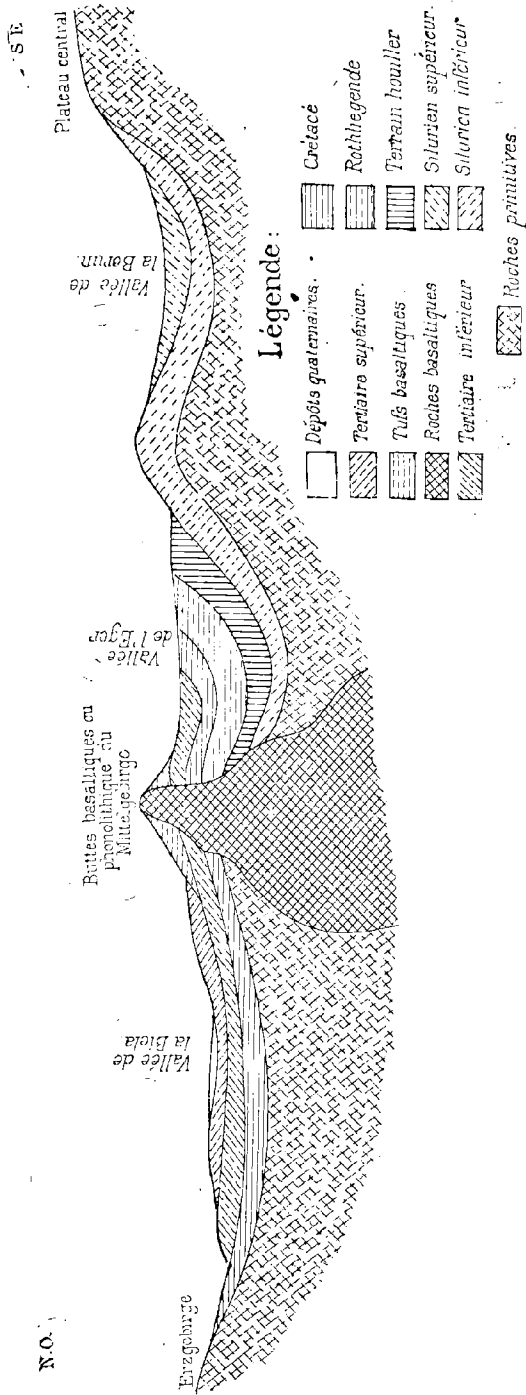 N.O.
S E
Erzgebirge
Vallée de
la Biela
Buttes basaltiques ou
phonolithique du
Mittelgebirge
Vallée
de l'Eger
Vallée de
la Beraun.
Plateau central
Légende:
Dépôts quaternaires.
Tertiaire supérieur.
Tufs basaltiques
Roches basaltiques
Tertiaire inférieur
Crétacé
Rothliegende
Terrain houiller
Silurien supérieur.
Silurien inférieur
Roches primitives.